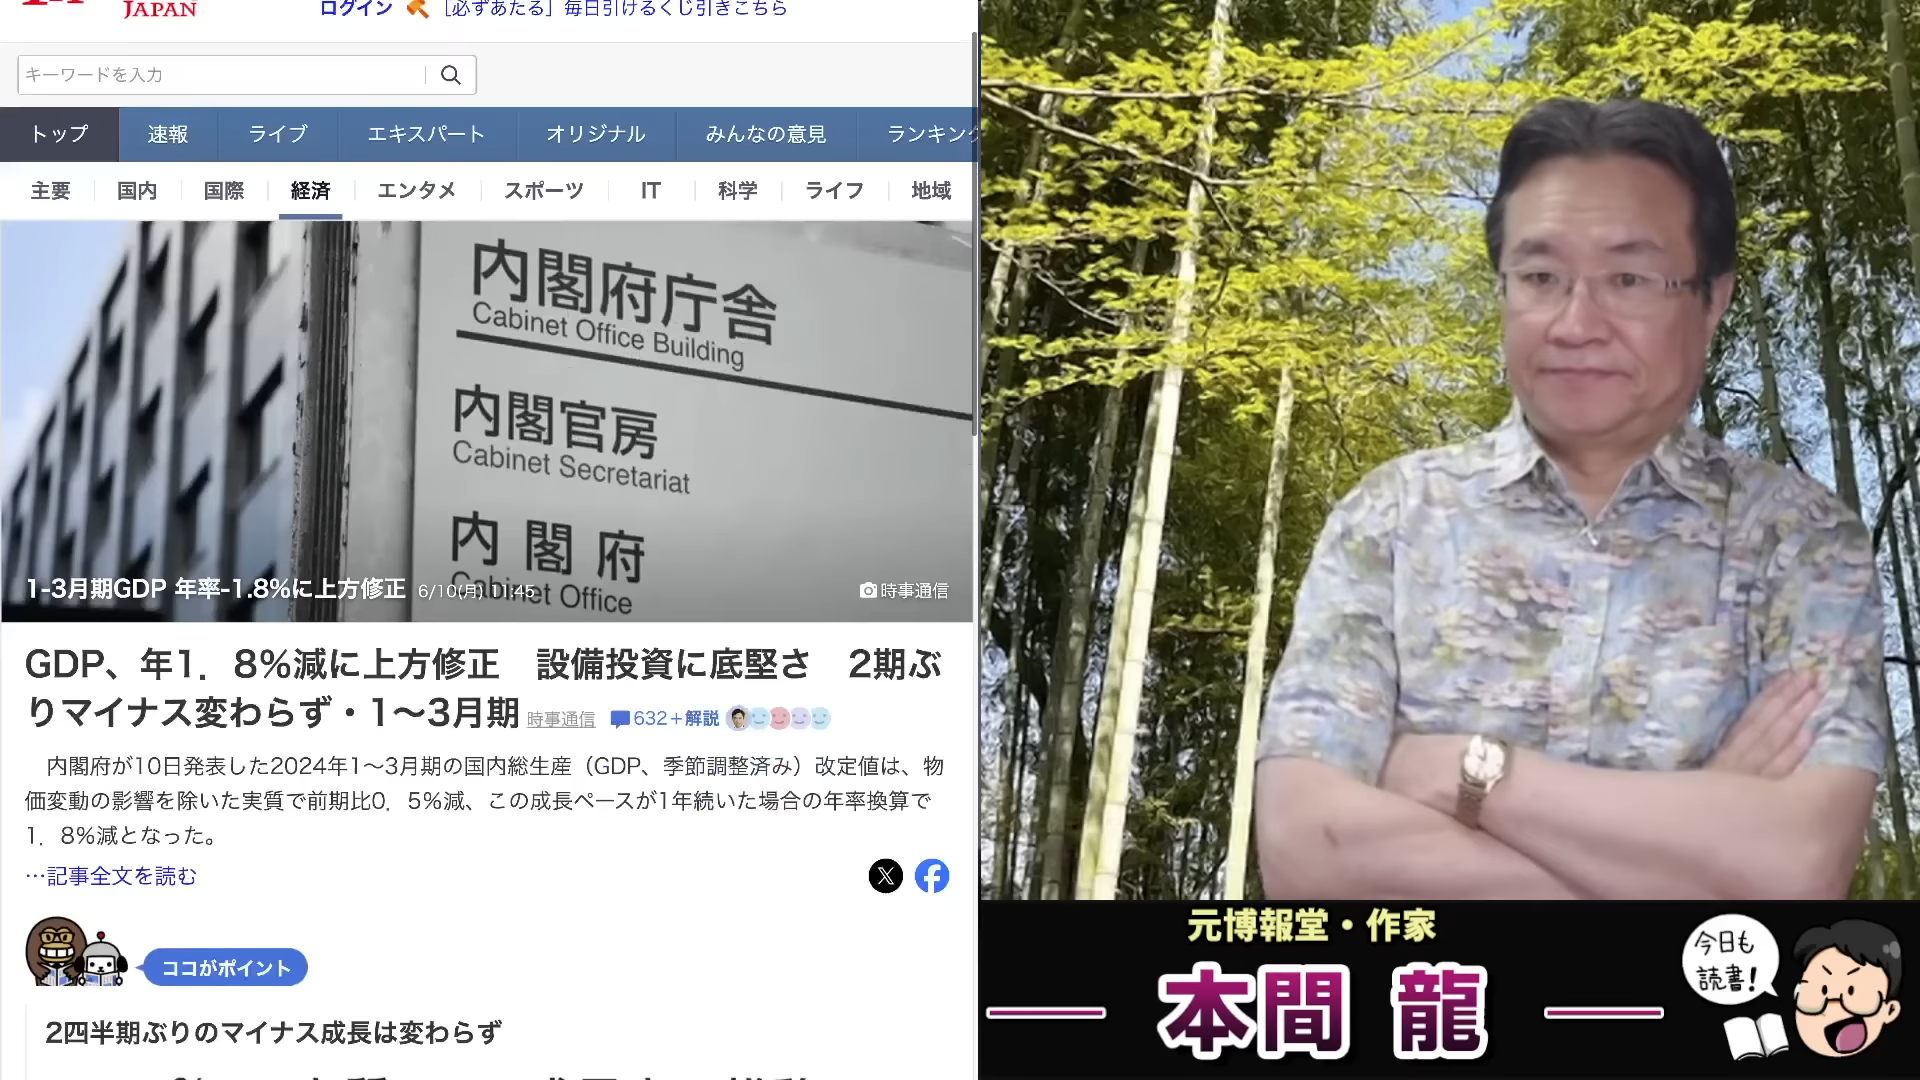 JAPAN
ログイン
［必ずあたる］毎日引けるくじ引きこちら
キーワードを入力
トップ
速報
ライブ
エキスパート
オリジナル
みんなの意見
ランキング
主要
国内
国際
経済
エンタメ
スポーツ
IT
科学
ライフ
地域
内閣府庁舎
Cabinet Office Building
内閣官房
Cabinet Secretariat
内閣府
Cabinet Office
1-3月期GDP 年率-1.8%に上方修正 6/10(月) 11:45
時事通信
GDP、年1．8％減に上方修正　設備投資に底堅さ　2期ぶ
りマイナス変わらず・1〜3月期 時事通信 632＋解説
内閣府が10日発表した2024年1〜3月期の国内総生産（GDP、季節調整済み）改定値は、物
価変動の影響を除いた実質で前期比0．5％減、この成長ペースが1年続いた場合の年率換算で
1．8％減となった。
…記事全文を読む
ココがポイント
2四半期ぶりのマイナス成長は変わらず
元博報堂・作家
本間 龍
今日も
読書！